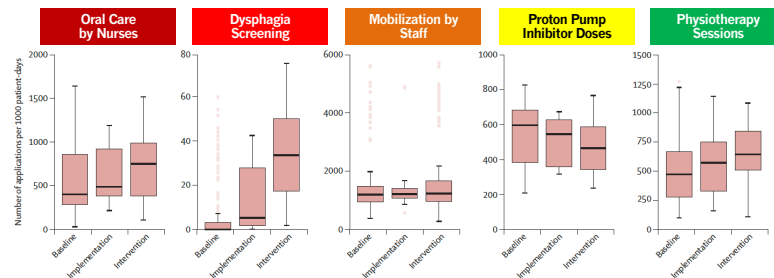 Oral Care
by Nurses
Dysphagia
Screening
Mobilization by
Staff
Proton Pump
Inhibitor Doses
Physiotherapy
Sessions
Number of applications per 1000 patient-days
2000
1500
1000
500
0
Baseline
Implementation
Intervention
80
60
40
20
0
Baseline
Implementation
Intervention
6000
4000
2000
0
Baseline
Implementation
Intervention
1000
800
600
400
200
0
Baseline
Implementation
Intervention
1500
1250
1000
750
500
250
0
Baseline
Implementation
Intervention